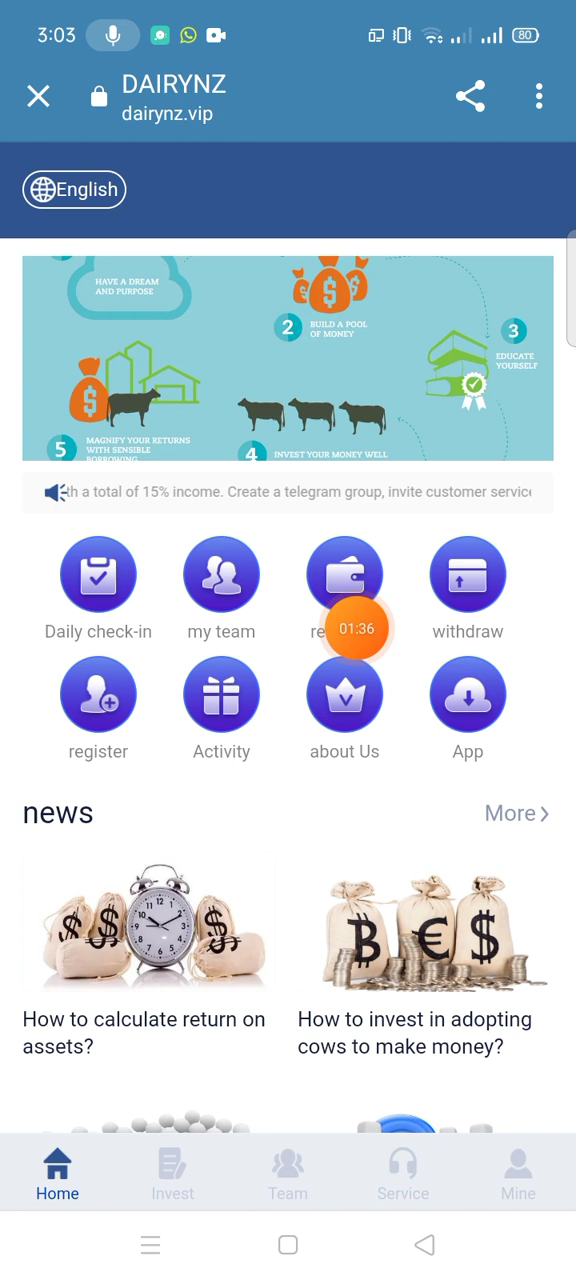 3:03
80
DAIRYNZ
dairynz.vip
English
HAVE A DREAM
AND PURPOSE
2
BUILD A POOL
OF MONEY
3
EDUCATE
YOURSELF
5
MAGNIFY YOUR RETURNS
WITH SENSIBLE
BORROWING
4
INVEST YOUR MONEY WELL
th a total of 15% income. Create a telegram group, invite customer service
Daily check-in
my team
re
01:36
withdraw
register
Activity
about Us
App
news
More
How to calculate return on
assets?
How to invest in adopting
cows to make money?
Home
Invest
Team
Service
Mine